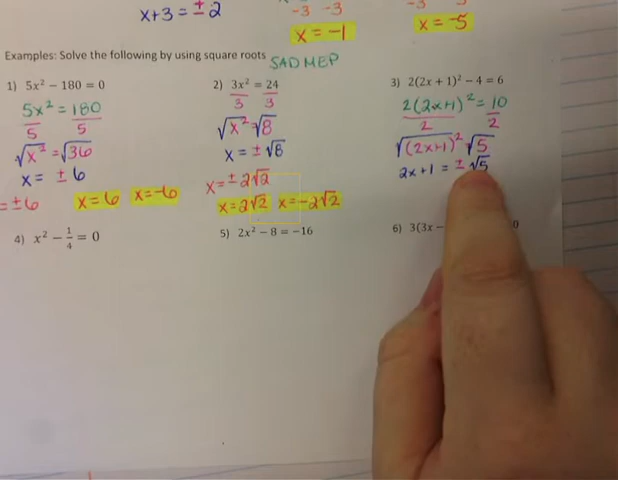 x+3 = ± 2
-3 -3
x = -1
-3
x = -5
Examples: Solve the following by using square roots SADMEP
1) 5x² − 180 = 0
5x² = 180
5 5
√x² = √36
x = ± 6
= ±6
x = 6 x=-6
2) 3x² = 24
3 3
√x² = √8
x = ± √8
x = ± 2√2
x = 2√2 x = -2√2
3) 2(2x + 1)² − 4 = 6
2(2x+1)² = 10
2 2
√(2x+1)² √5
2x+1 = ± √5
4) x² − 1/4 = 0
5) 2x² − 8 = −16
6) 3(3x − 0